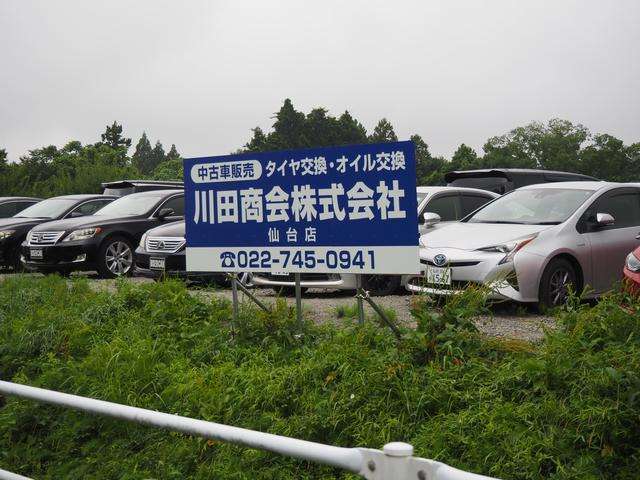 中古車販売 タイヤ交換・オイル交換
川田商会株式会社
仙台店
☎022-745-0941